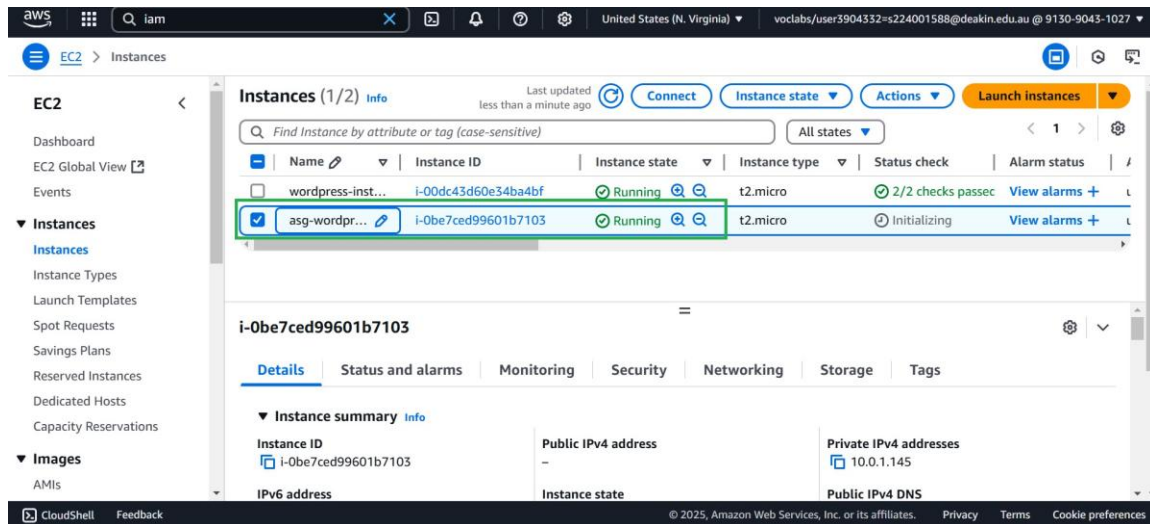 aws iam United States (N. Virginia) voclabs/user3904332=s224001588@deakin.edu.au @ 9130-9043-1027
EC2 > Instances
EC2
Dashboard
EC2 Global View
Events
Instances
Instances
Instance Types
Launch Templates
Spot Requests
Savings Plans
Reserved Instances
Dedicated Hosts
Capacity Reservations
Images
AMIs
Instances (1/2) Info Last updated less than a minute ago Connect Instance state Actions Launch instances
Find Instance by attribute or tag (case-sensitive) All states 1
Name Instance ID Instance state Instance type Status check Alarm status
wordpress-inst... i-00dc43d60e34ba4bf Running t2.micro 2/2 checks passec View alarms +
asg-wordpr... i-0be7ced99601b7103 Running t2.micro Initializing View alarms +
i-0be7ced99601b7103
Details Status and alarms Monitoring Security Networking Storage Tags
Instance summary Info
Instance ID Public IPv4 address Private IPv4 addresses
i-0be7ced99601b7103 – 10.0.1.145
IPv6 address Instance state Public IPv4 DNS
CloudShell Feedback © 2025, Amazon Web Services, Inc. or its affiliates. Privacy Terms Cookie preferences